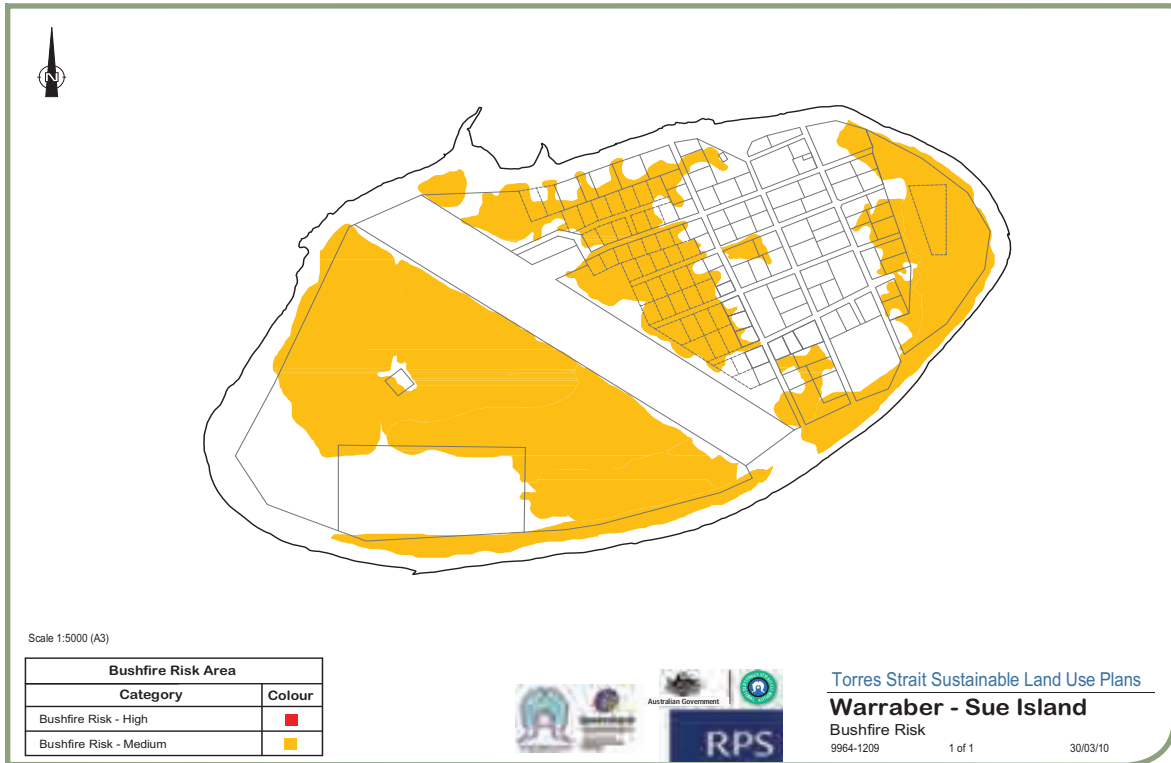 N
Scale 1:5000 (A3)
Bushfire Risk Area
Category Colour
Bushfire Risk - High
Bushfire Risk - Medium
Australian Government
RPS
Torres Strait Sustainable Land Use Plans
Warraber - Sue Island
Bushfire Risk
9964-1209 1 of 1 30/03/10